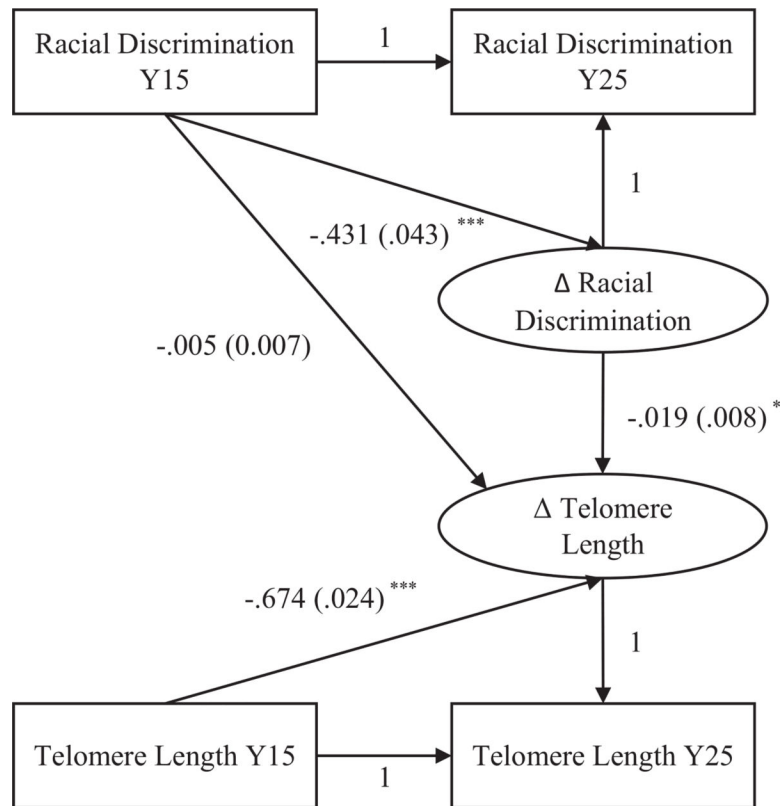 Racial Discrimination
Y15
1
Racial Discrimination
Y25
1
-.431 (.043) ***
Δ Racial
Discrimination
-.005 (0.007)
-.019 (.008) *
Δ Telomere
Length
-.674 (.024) ***
1
Telomere Length Y15
1
Telomere Length Y25